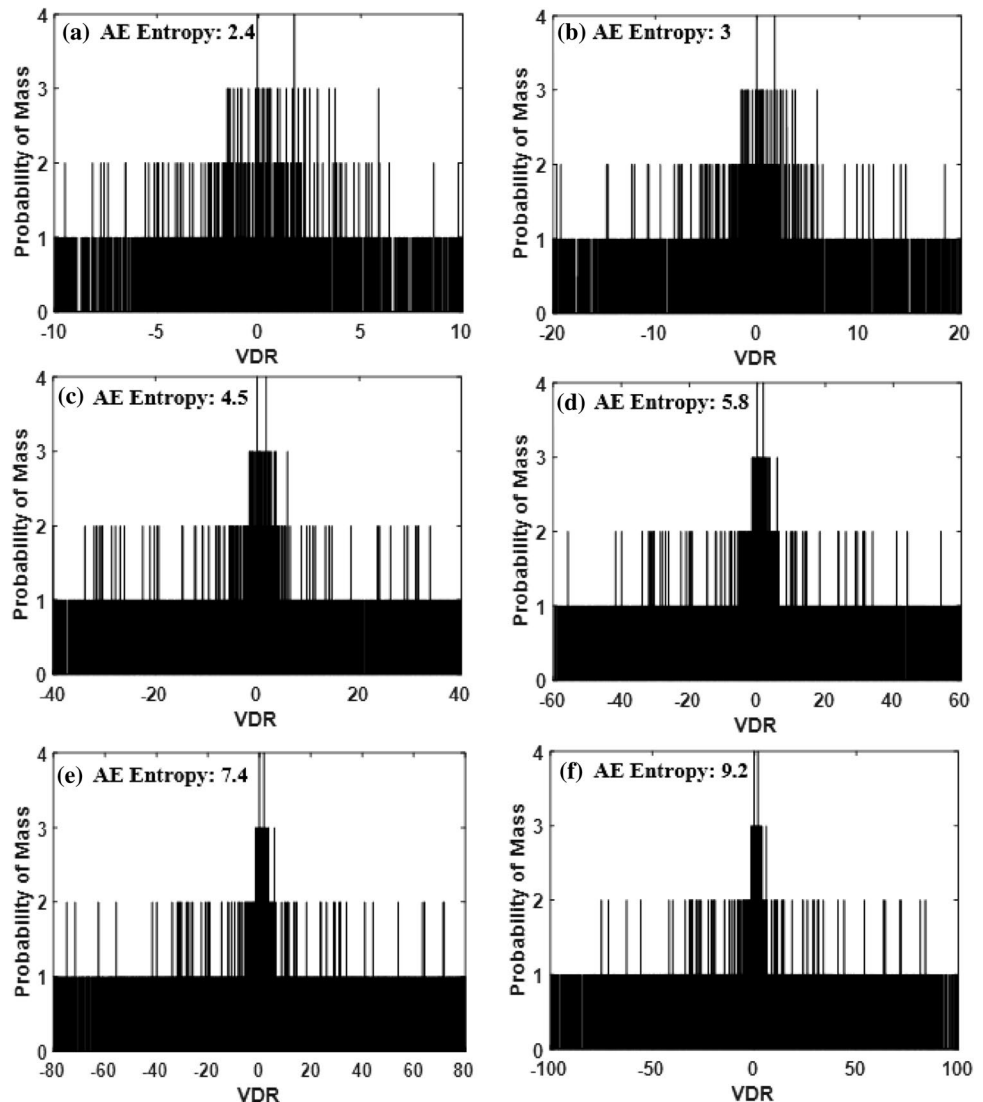 (a) AE Entropy: 2.4
Probability of Mass
4
3
2
1
0
-10 -5 0 5 10
VDR
(b) AE Entropy: 3
Probability of Mass
4
3
2
1
0
-20 -10 0 10 20
VDR
(c) AE Entropy: 4.5
Probability of Mass
4
3
2
1
0
-40 -20 0 20 40
VDR
(d) AE Entropy: 5.8
Probability of Mass
4
3
2
1
0
-60 -40 -20 0 20 40 60
VDR
(e) AE Entropy: 7.4
Probability of Mass
4
3
2
1
0
-80 -60 -40 -20 0 20 40 60 80
VDR
(f) AE Entropy: 9.2
Probability of Mass
4
3
2
1
0
-100 -50 0 50 100
VDR